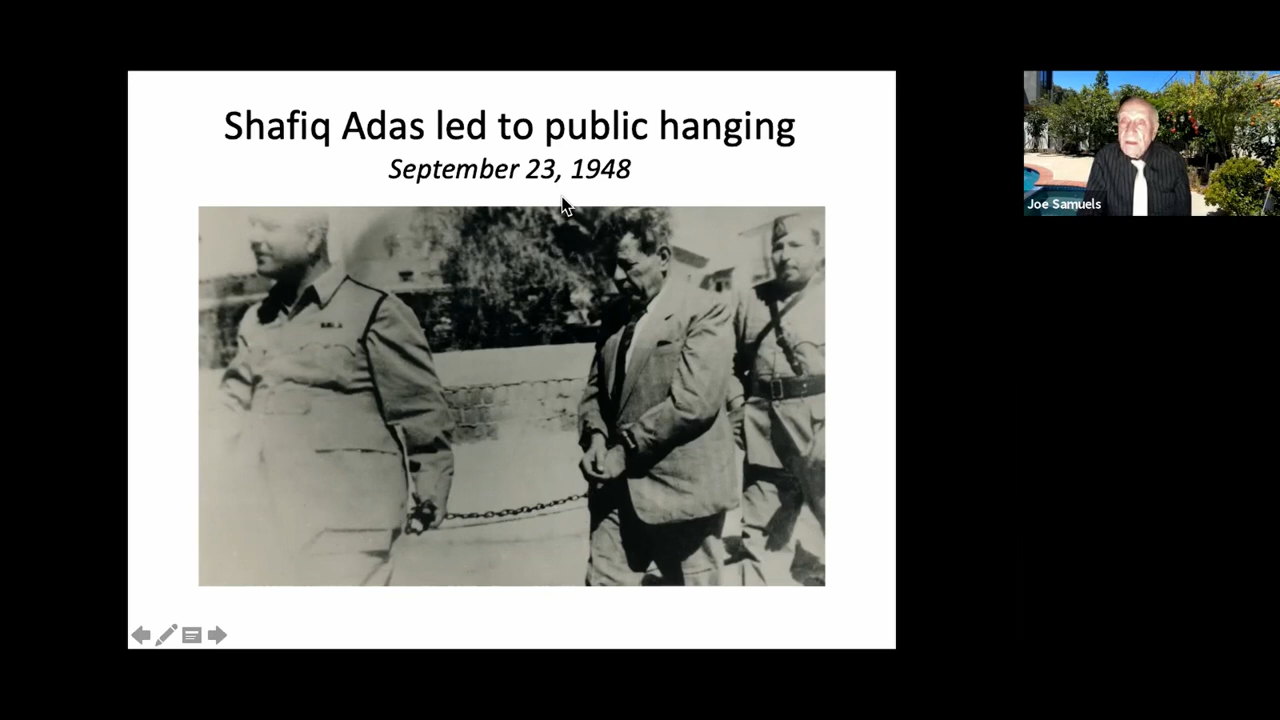 Shafiq Adas led to public hanging
September 23, 1948
Joe Samuels